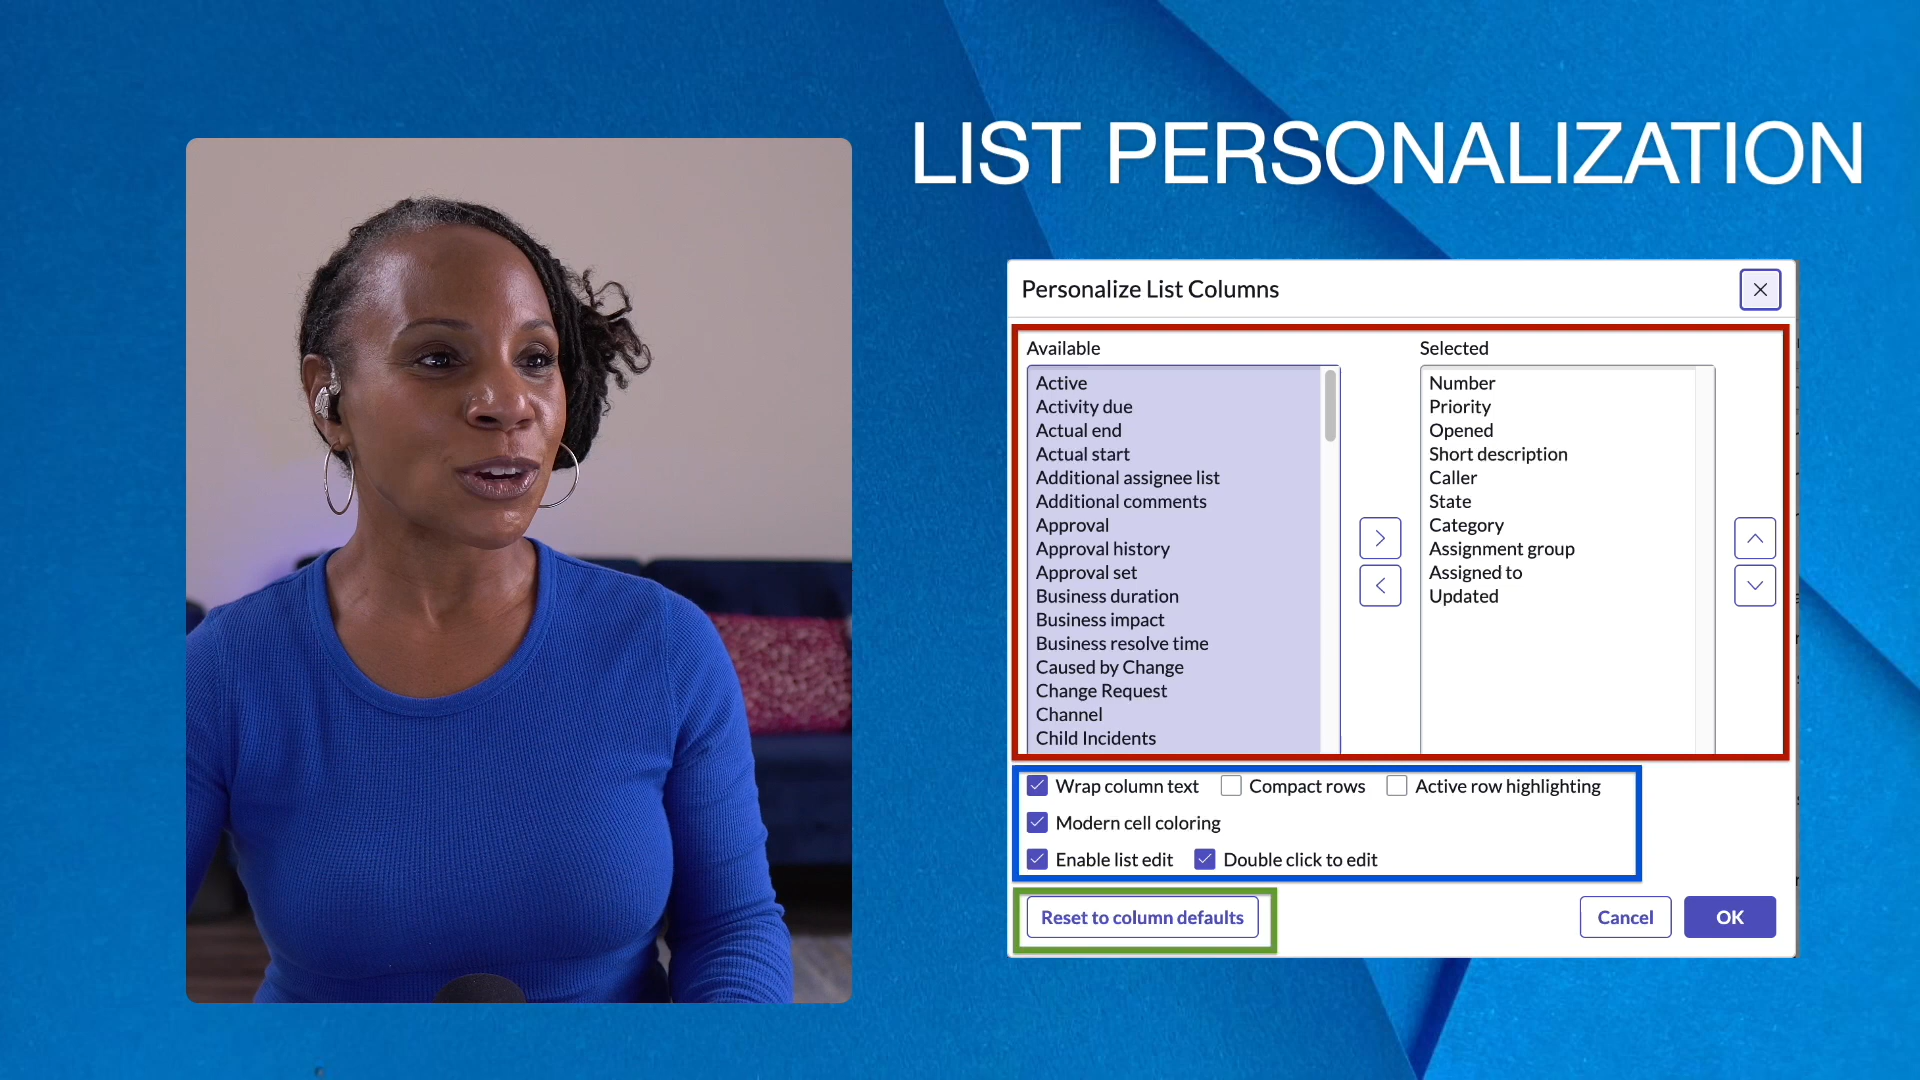 LIST PERSONALIZATION
Personalize List Columns
Available
Selected
Active
Activity due
Actual end
Actual start
Additional assignee list
Additional comments
Approval
Approval history
Approval set
Business duration
Business impact
Business resolve time
Caused by Change
Change Request
Channel
Child Incidents
Number
Priority
Opened
Short description
Caller
State
Category
Assignment group
Assigned to
Updated
Wrap column text Compact rows Active row highlighting
Modern cell coloring
Enable list edit Double click to edit
Reset to column defaults Cancel OK